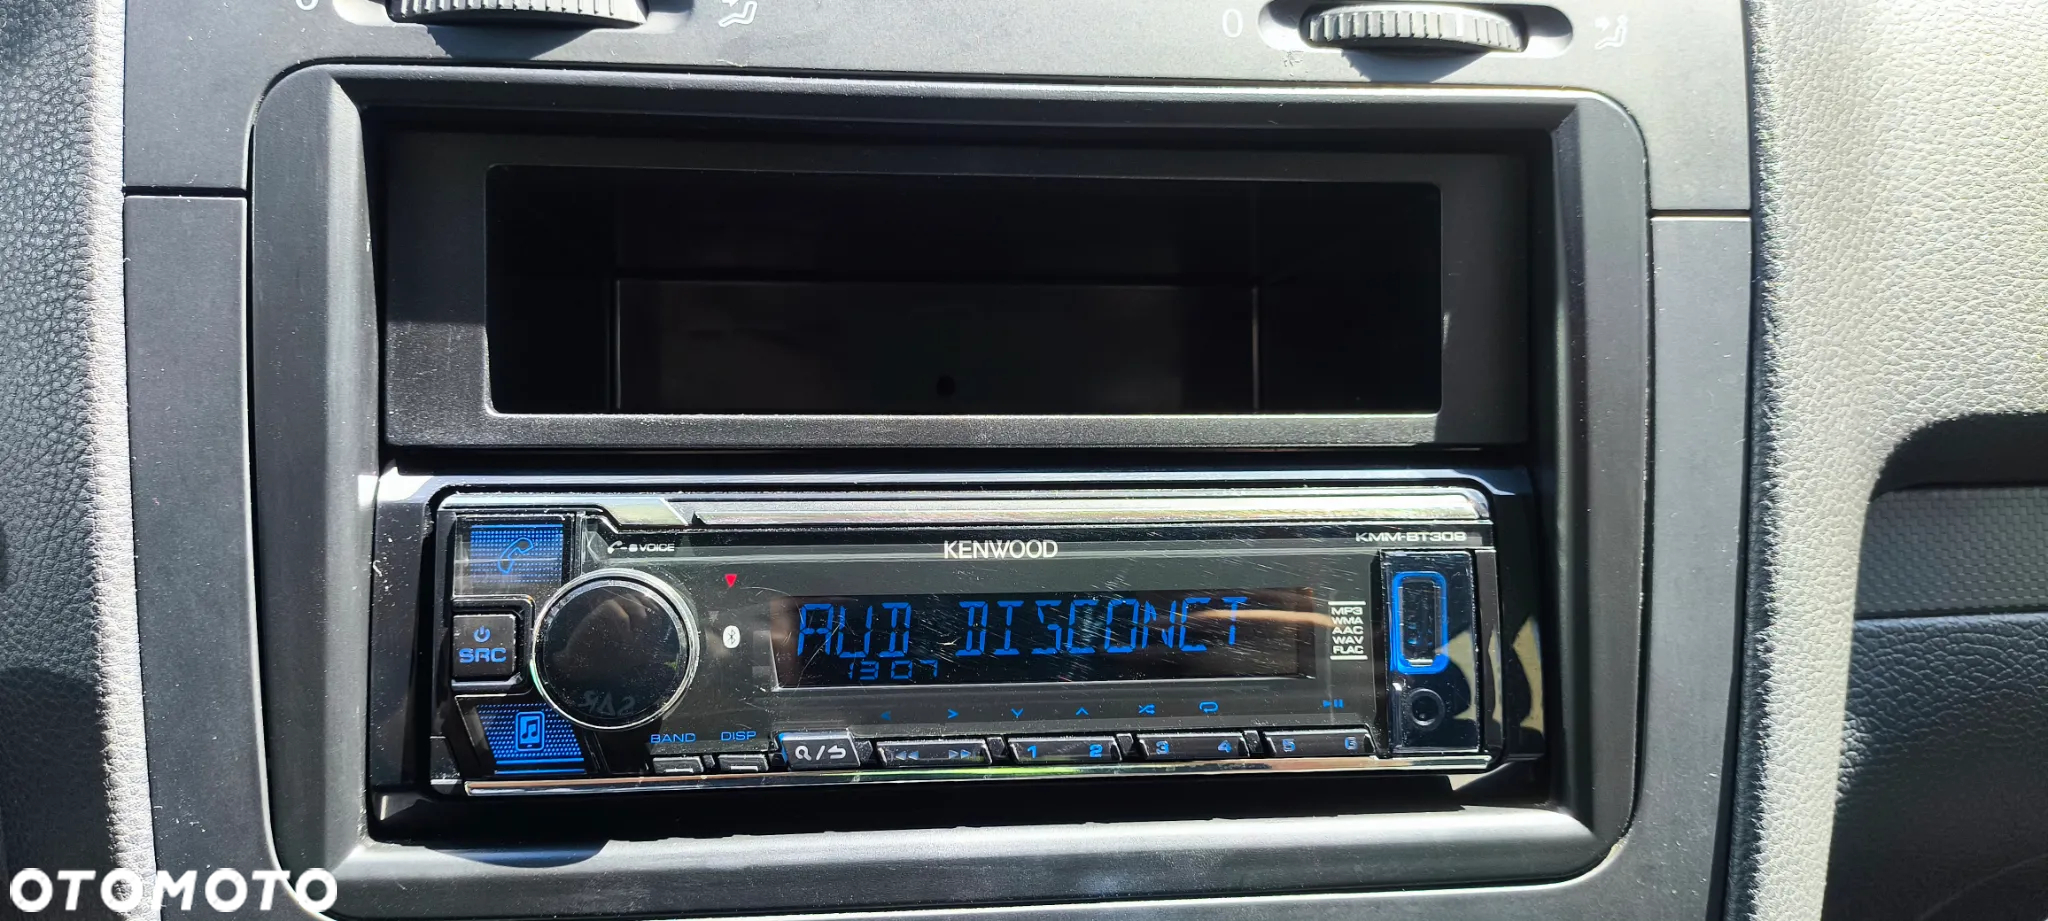 0
VOICE
KENWOOD
KMM-BT309
AUD DISCONCT
13 07
MP3
WMA
AAC
WAV
FLAC
SRC
BAND
DISP
1
2
3
4
5
6
OTOMOTO